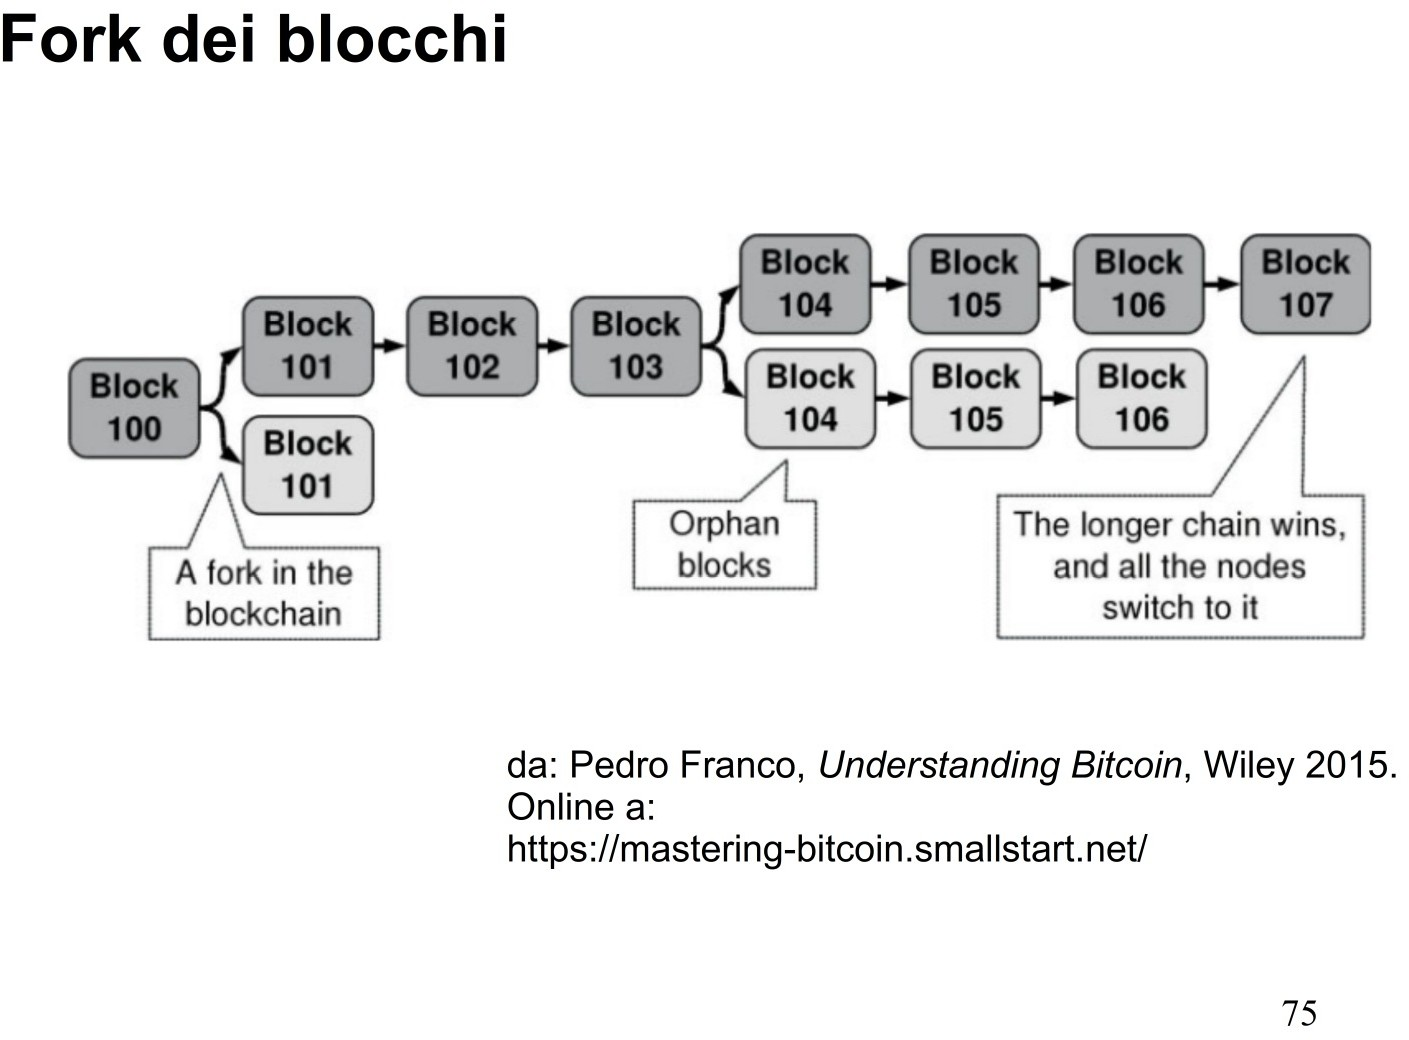 Fork dei blocchi
Block
100
Block
101
Block
101
Block
102
Block
103
Block
104
Block
105
Block
106
Block
107
Block
104
Block
105
Block
106
A fork in the
blockchain
Orphan
blocks
The longer chain wins,
and all the nodes
switch to it
da: Pedro Franco, Understanding Bitcoin, Wiley 2015.
Online a:
https://mastering-bitcoin.smallstart.net/
75